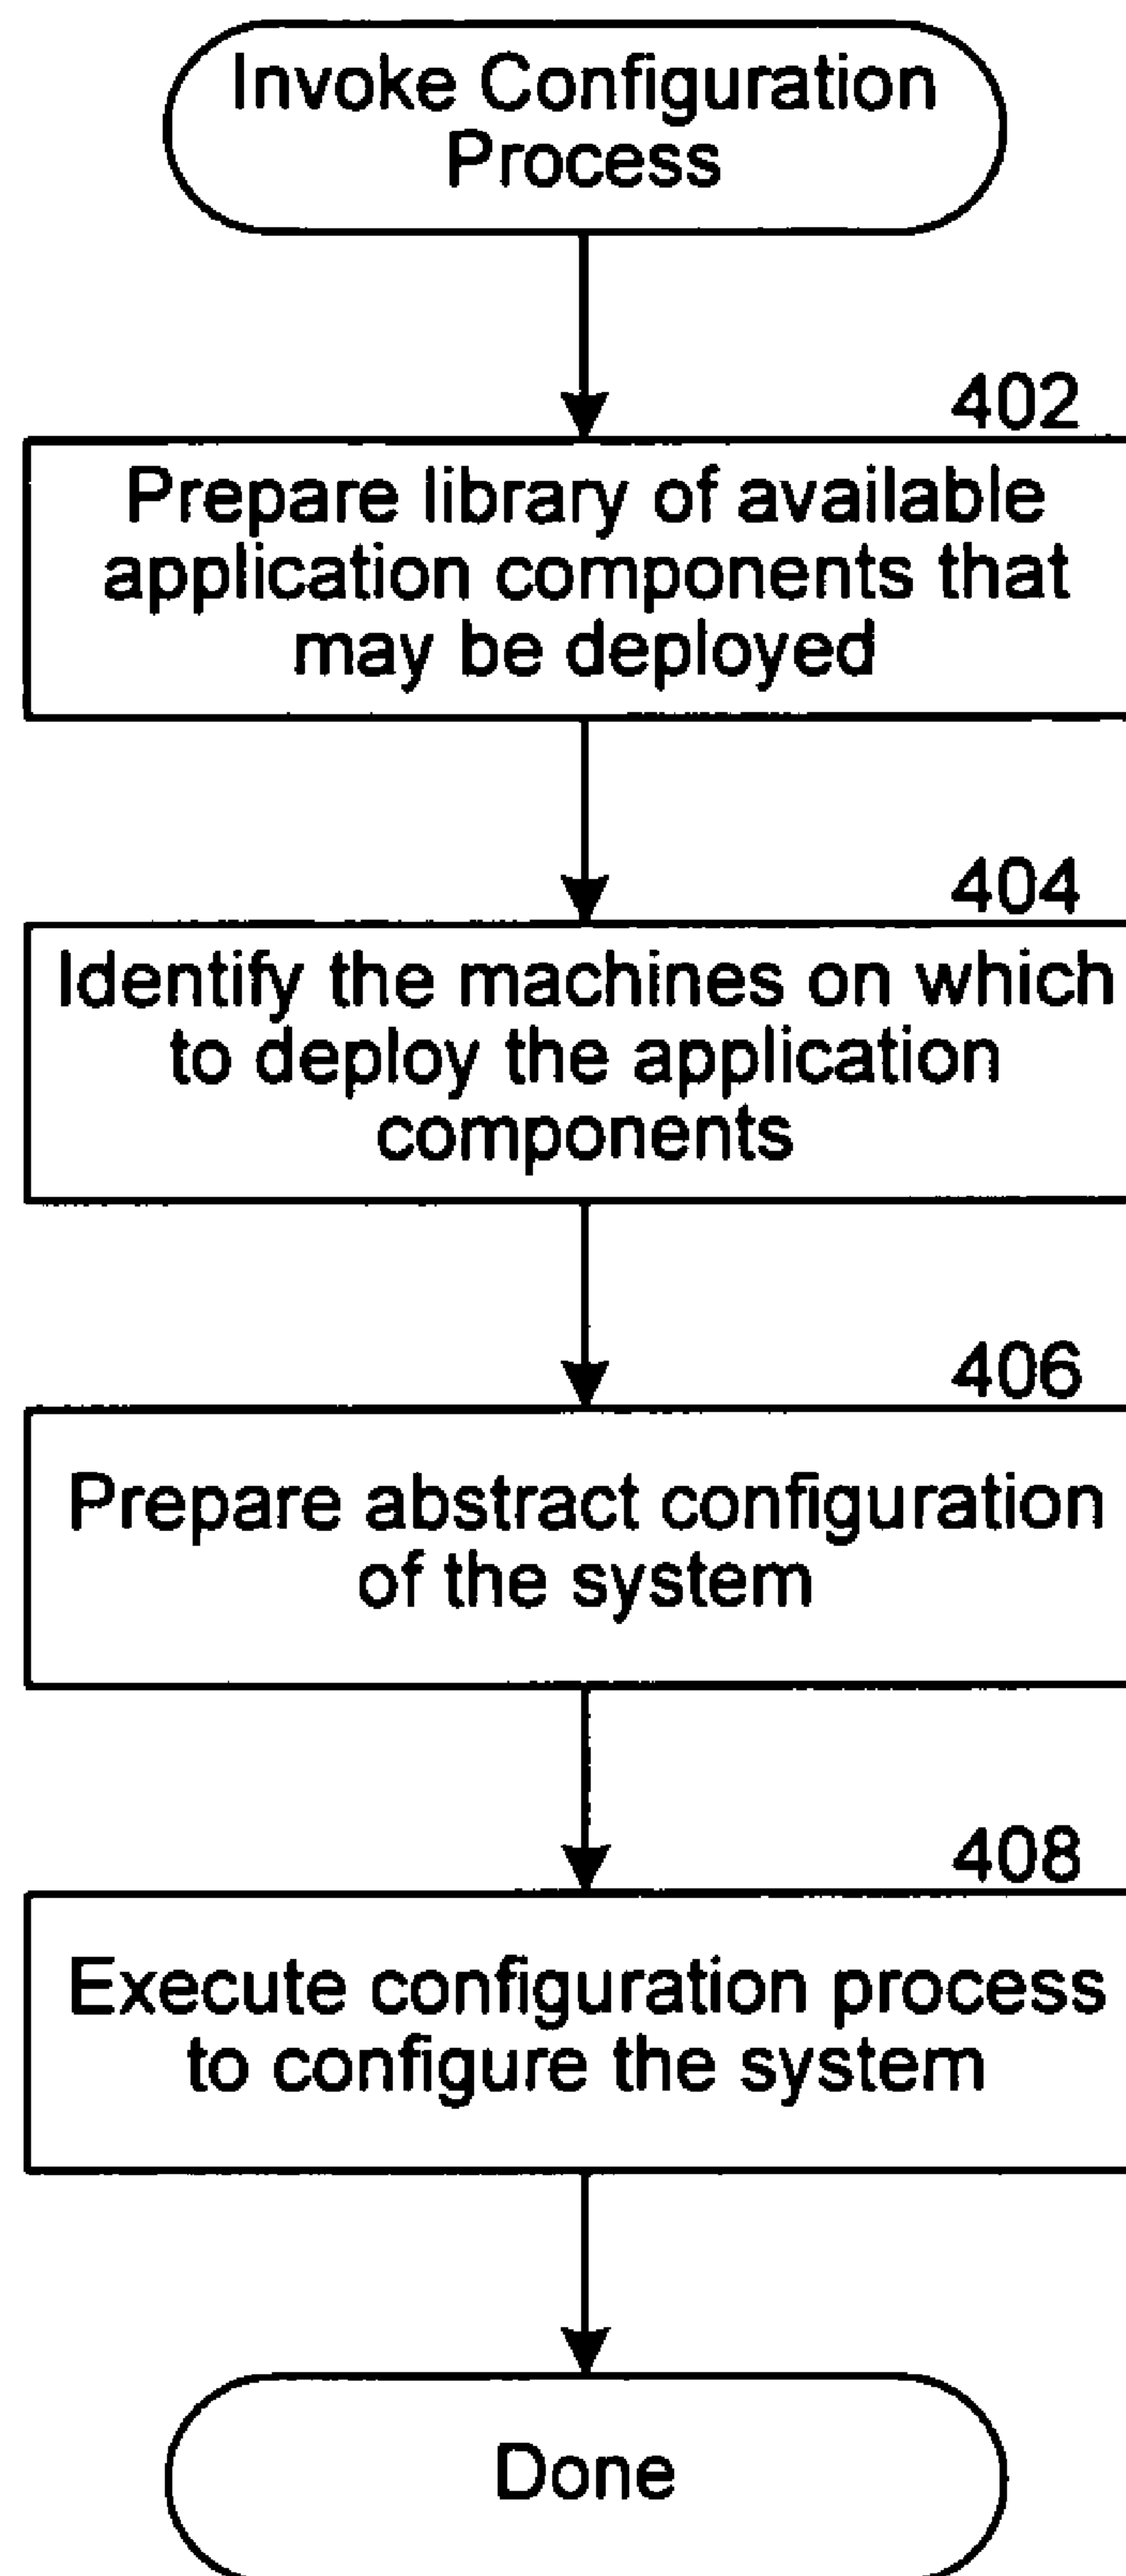 Invoke Configuration
Process
402
Prepare library of available
application components that
may be deployed
404
Identify the machines on which
to deploy the application
components
406
Prepare abstract configuration
of the system
408
Execute configuration process
to configure the system
Done